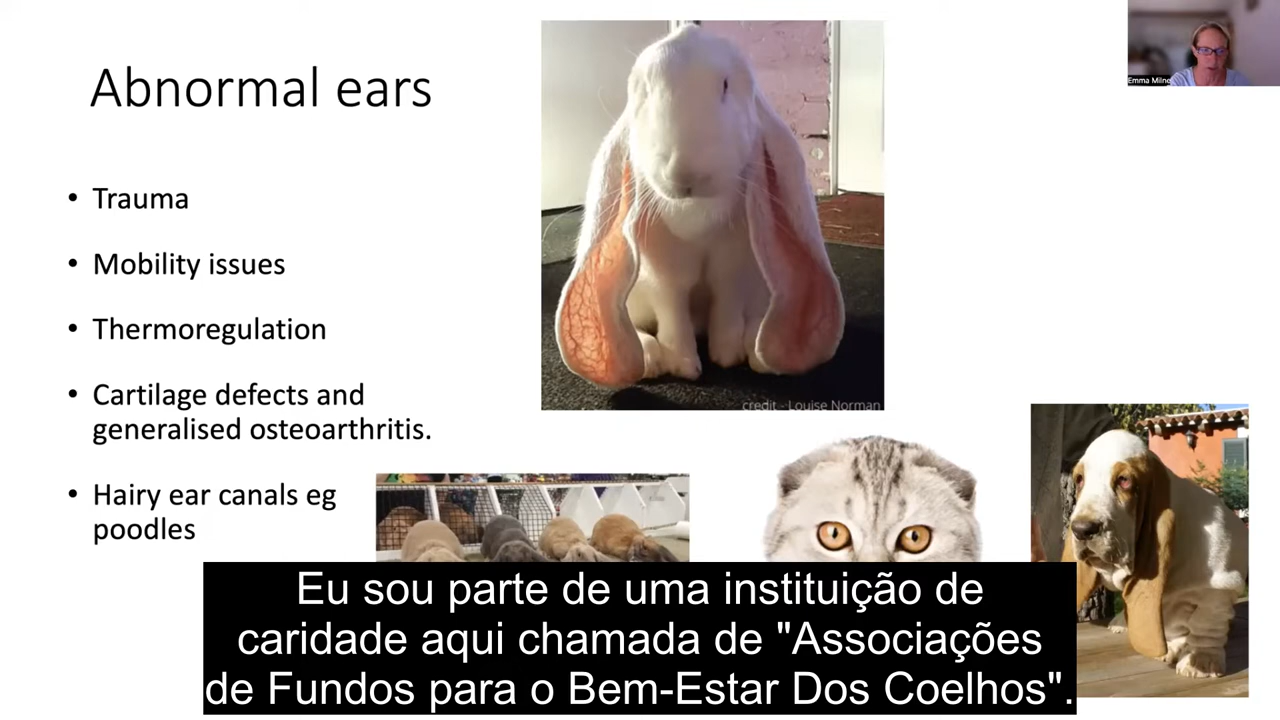 Abnormal ears
Emma Milne
• Trauma
• Mobility issues
• Thermoregulation
• Cartilage defects and
generalised osteoarthritis.
• Hairy ear canals eg
poodles
credit - Louise Norman
Eu sou parte de uma instituição de
caridade aqui chamada de "Associações
de Fundos para o Bem-Estar Dos Coelhos".